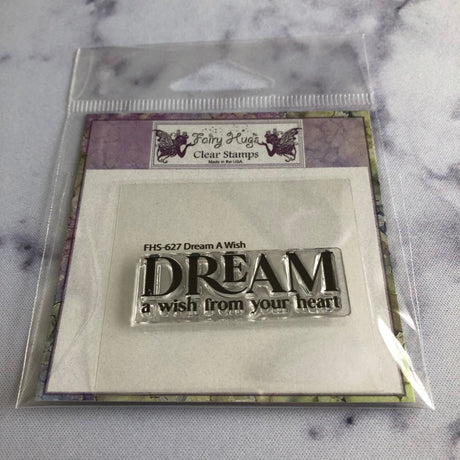 Fairy Hugs
Clear Stamps
Made in the USA.
FHS-627 Dream A Wish
DREAM
a wish from your heart